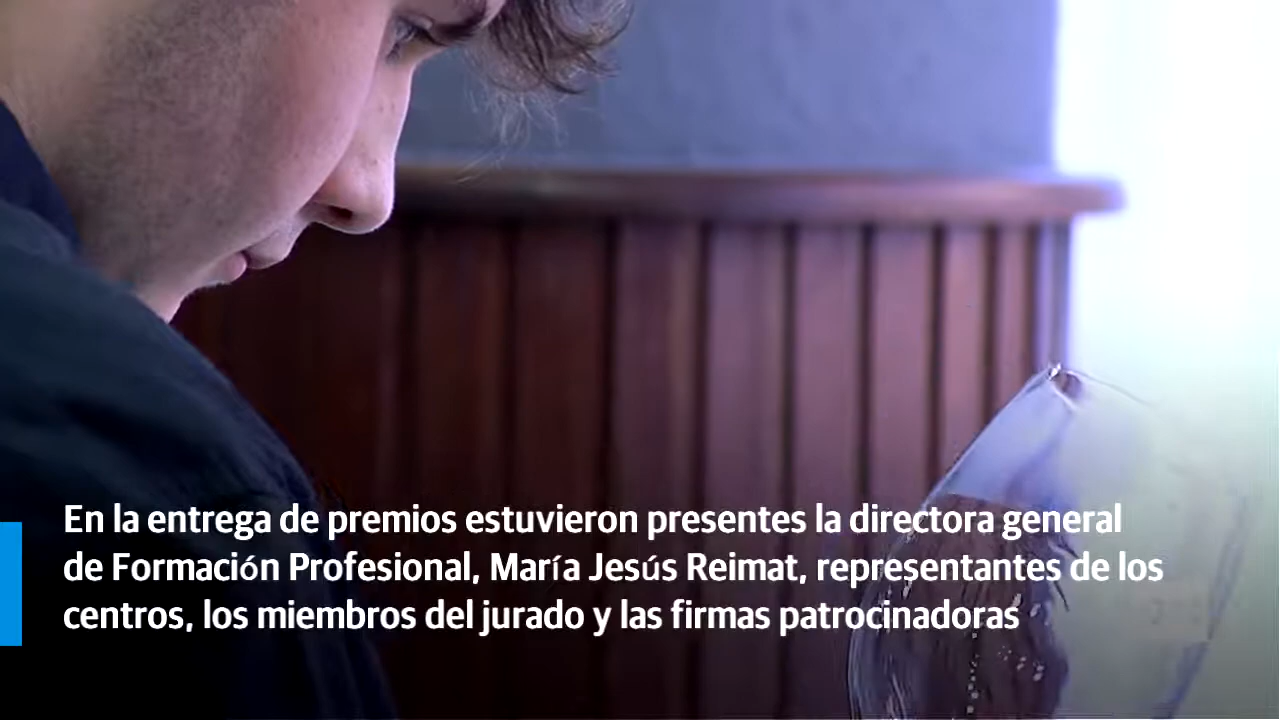 En la entrega de premios estuvieron presentes la directora general
de Formación Profesional, María Jesús Reimat, representantes de los
centros, los miembros del jurado y las firmas patrocinadoras